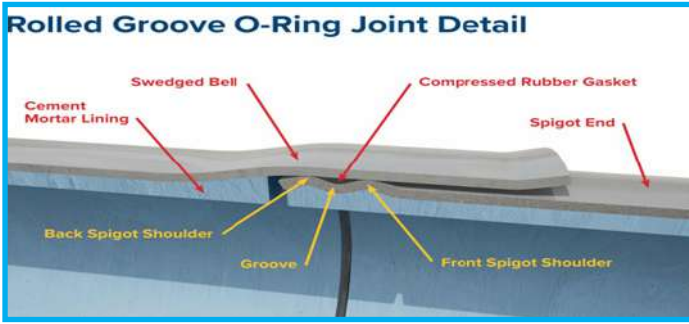 Rolled Groove O-Ring Joint Detail
Swedged Bell
Compressed Rubber Gasket
Cement
Mortar Lining
Spigot End
Back Spigot Shoulder
Groove
Front Spigot Shoulder